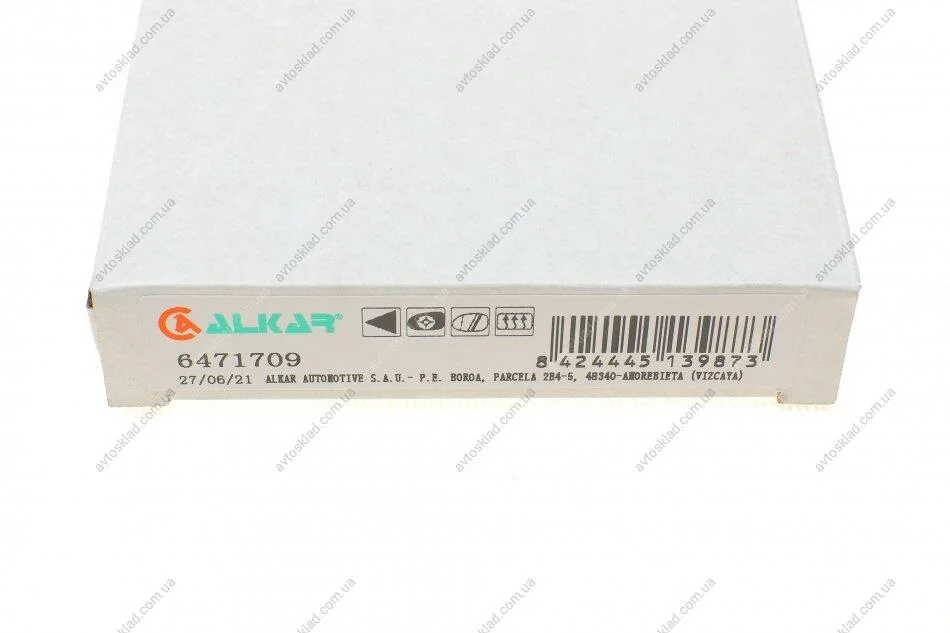 ALKAR®
6471709
8 424445 139873
27/06/21 ALKAR AUTOMOTIVE S.A.U.- P.E. BOROA, PARCELA 2B4-5, 48340-AMOREBIETA (VIZCAYA)
avtosklad.com.ua